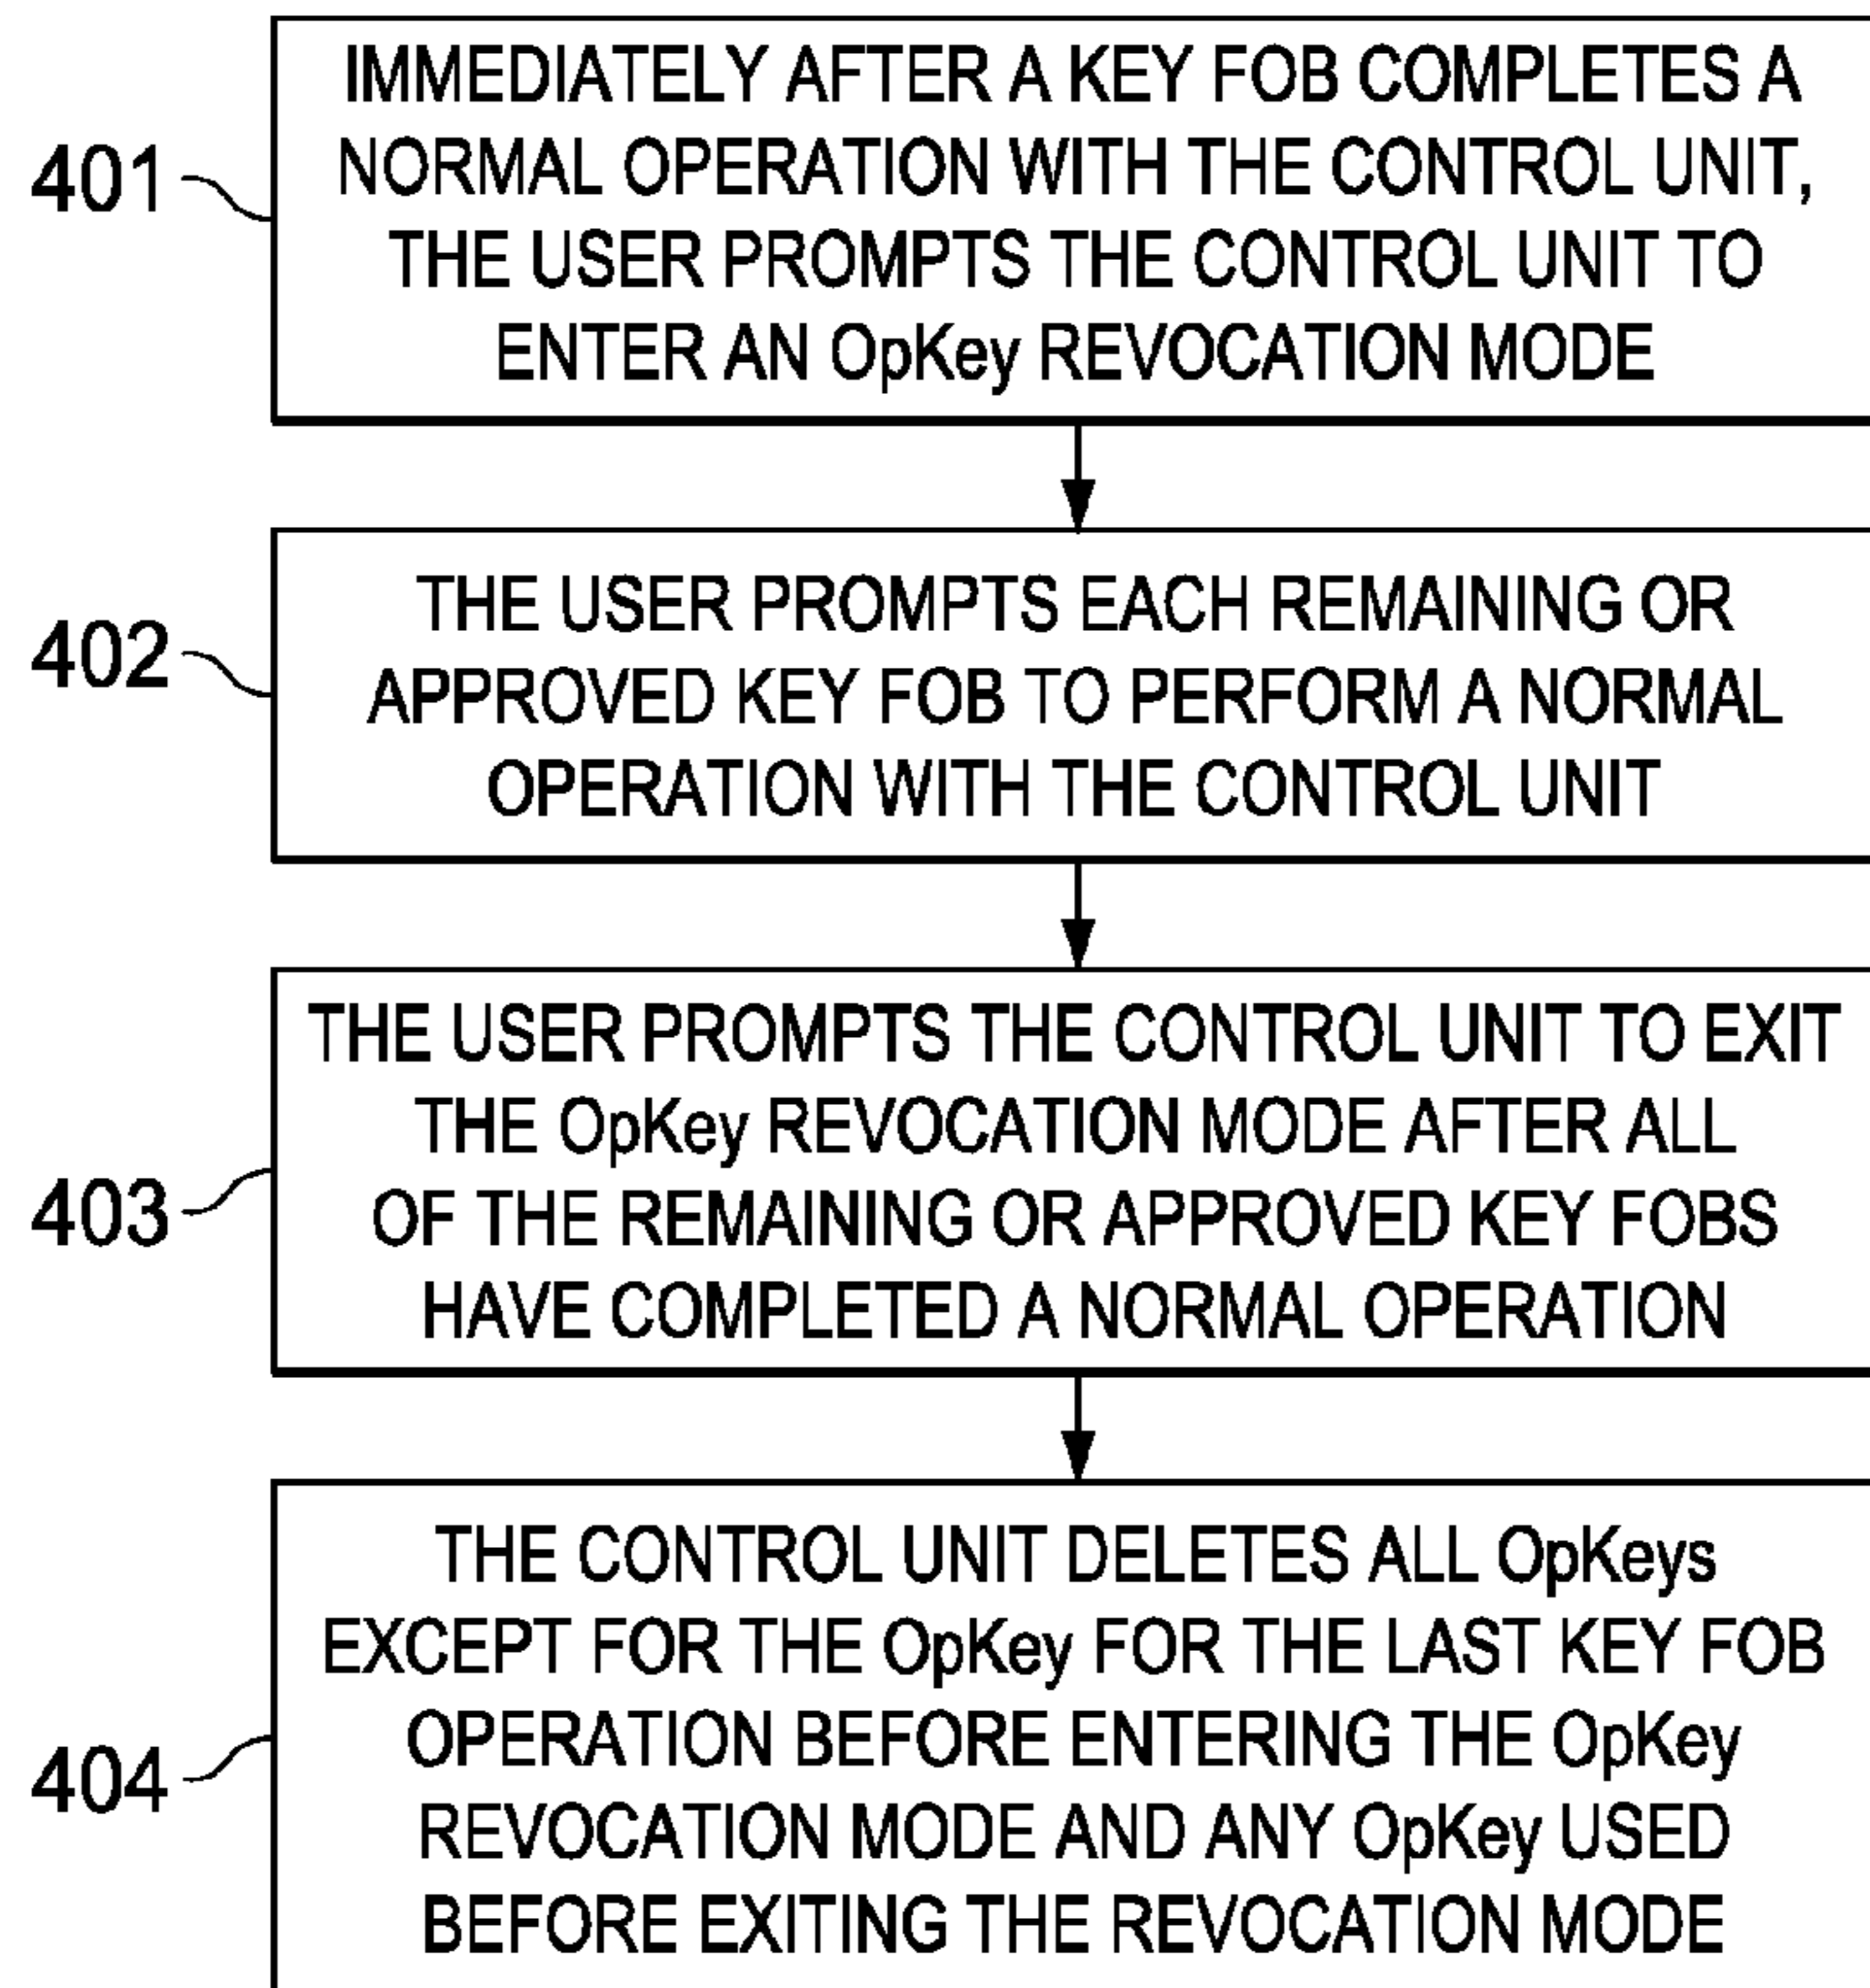 401
IMMEDIATELY AFTER A KEY FOB COMPLETES A
NORMAL OPERATION WITH THE CONTROL UNIT,
THE USER PROMPTS THE CONTROL UNIT TO
ENTER AN OpKey REVOCATION MODE
402
THE USER PROMPTS EACH REMAINING OR
APPROVED KEY FOB TO PERFORM A NORMAL
OPERATION WITH THE CONTROL UNIT
403
THE USER PROMPTS THE CONTROL UNIT TO EXIT
THE OpKey REVOCATION MODE AFTER ALL
OF THE REMAINING OR APPROVED KEY FOBS
HAVE COMPLETED A NORMAL OPERATION
404
THE CONTROL UNIT DELETES ALL OpKeys
EXCEPT FOR THE OpKey FOR THE LAST KEY FOB
OPERATION BEFORE ENTERING THE OpKey
REVOCATION MODE AND ANY OpKey USED
BEFORE EXITING THE REVOCATION MODE